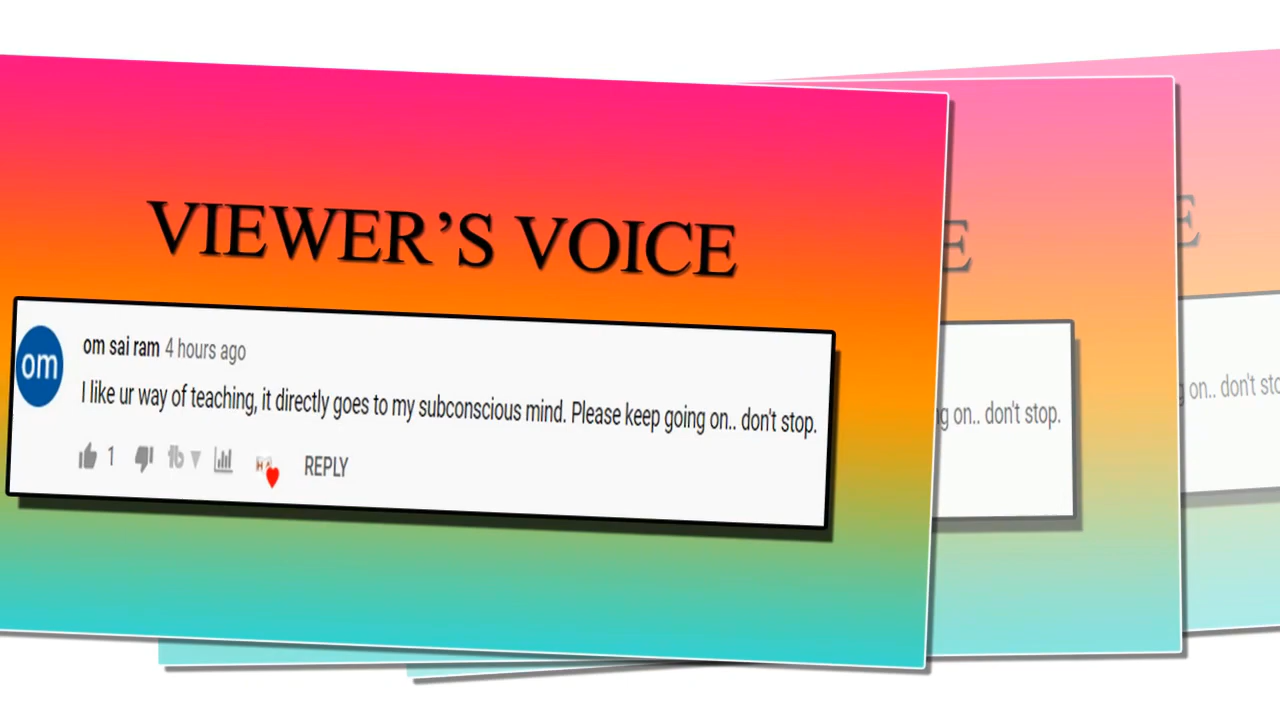 VIEWER'S VOICE
om
om sai ram 4 hours ago
I like ur way of teaching, it directly goes to my subconscious mind. Please keep going on.. don't stop.
1
REPLY
E
ng on.. don't stop.
E
g on.. don't sto